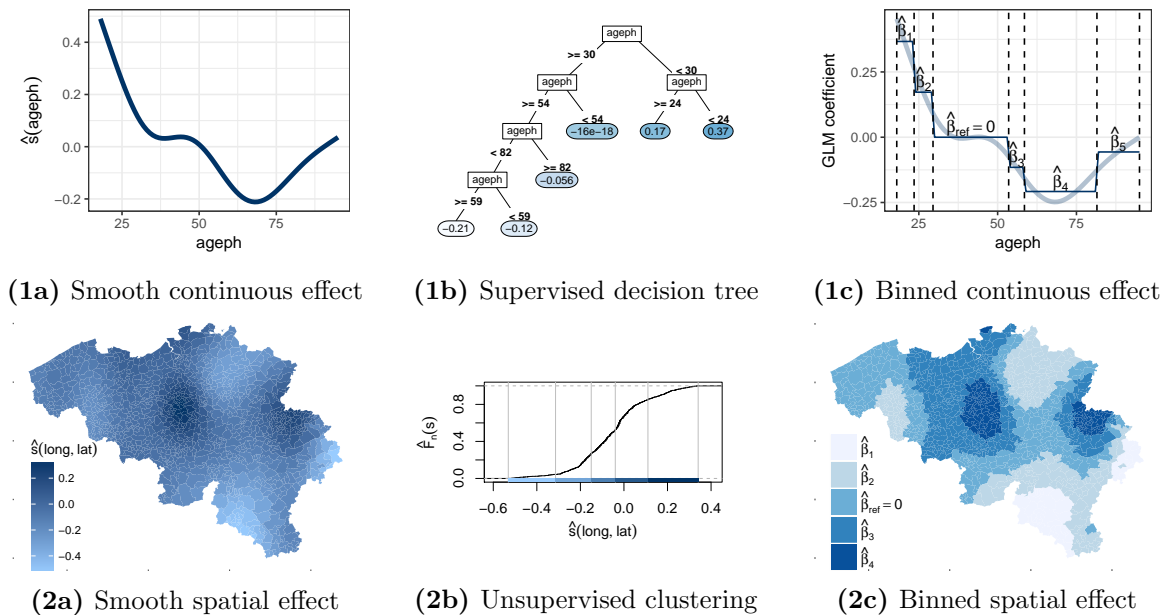 ŝ(ageph)
0.4
0.2
0.0
−0.2
25
50
75
ageph
ageph
>= 30
< 30
ageph
ageph
>= 54
< 54
>= 24
< 24
ageph
−16e−18
0.17
0.37
< 82
>= 82
ageph
−0.056
>= 59
< 59
−0.21
−0.12
GLM coefficient
0.25
0.00
−0.25
β̂1
β̂2
β̂ref = 0
β̂3
β̂4
β̂5
25
50
75
ageph
(1a) Smooth continuous effect
(1b) Supervised decision tree
(1c) Binned continuous effect
ŝ(long, lat)
0.2
0.0
−0.2
−0.4
F̂n(s)
0.8
0.4
0.0
−0.6
−0.4
−0.2
0.0
0.2
0.4
ŝ(long, lat)
β̂1
β̂2
β̂ref = 0
β̂3
β̂4
(2a) Smooth spatial effect
(2b) Unsupervised clustering
(2c) Binned spatial effect